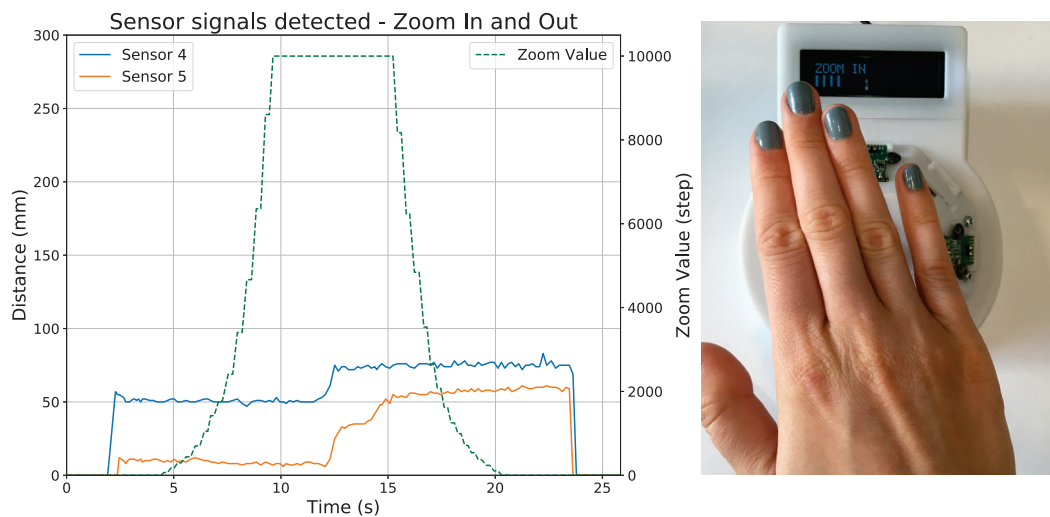 Sensor signals detected - Zoom In and Out
Sensor 4
Sensor 5
Zoom Value
Distance (mm)
300
250
200
150
100
50
0
0
5
10
15
20
25
Time (s)
10000
8000
6000
4000
2000
0
Zoom Value (step)
ZOOM IN